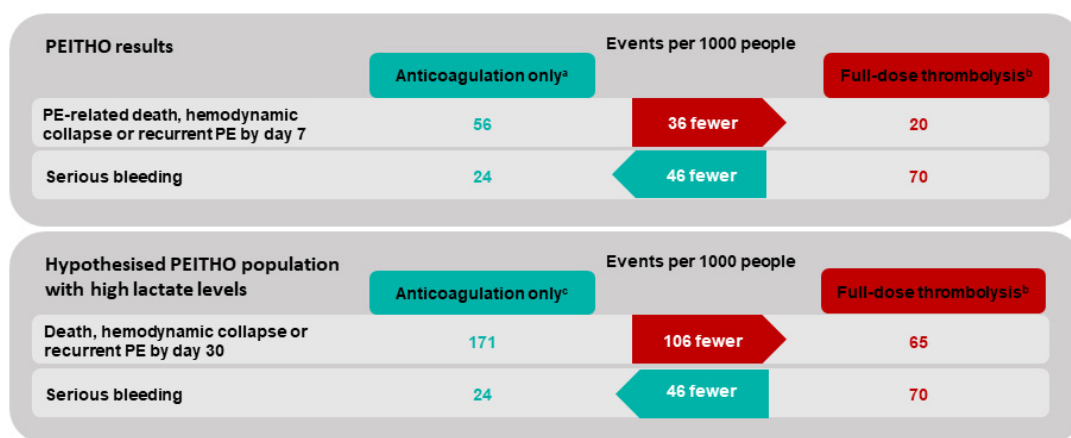 PEITHO results
Events per 1000 people
Anticoagulation onlyᵃ
Full-dose thrombolysisᵇ
PE-related death, hemodynamic
collapse or recurrent PE by day 7
56
36 fewer
20
Serious bleeding
24
46 fewer
70
Hypothesised PEITHO population
with high lactate levels
Events per 1000 people
Anticoagulation onlyᶜ
Full-dose thrombolysisᵇ
Death, hemodynamic collapse or
recurrent PE by day 30
171
106 fewer
65
Serious bleeding
24
46 fewer
70